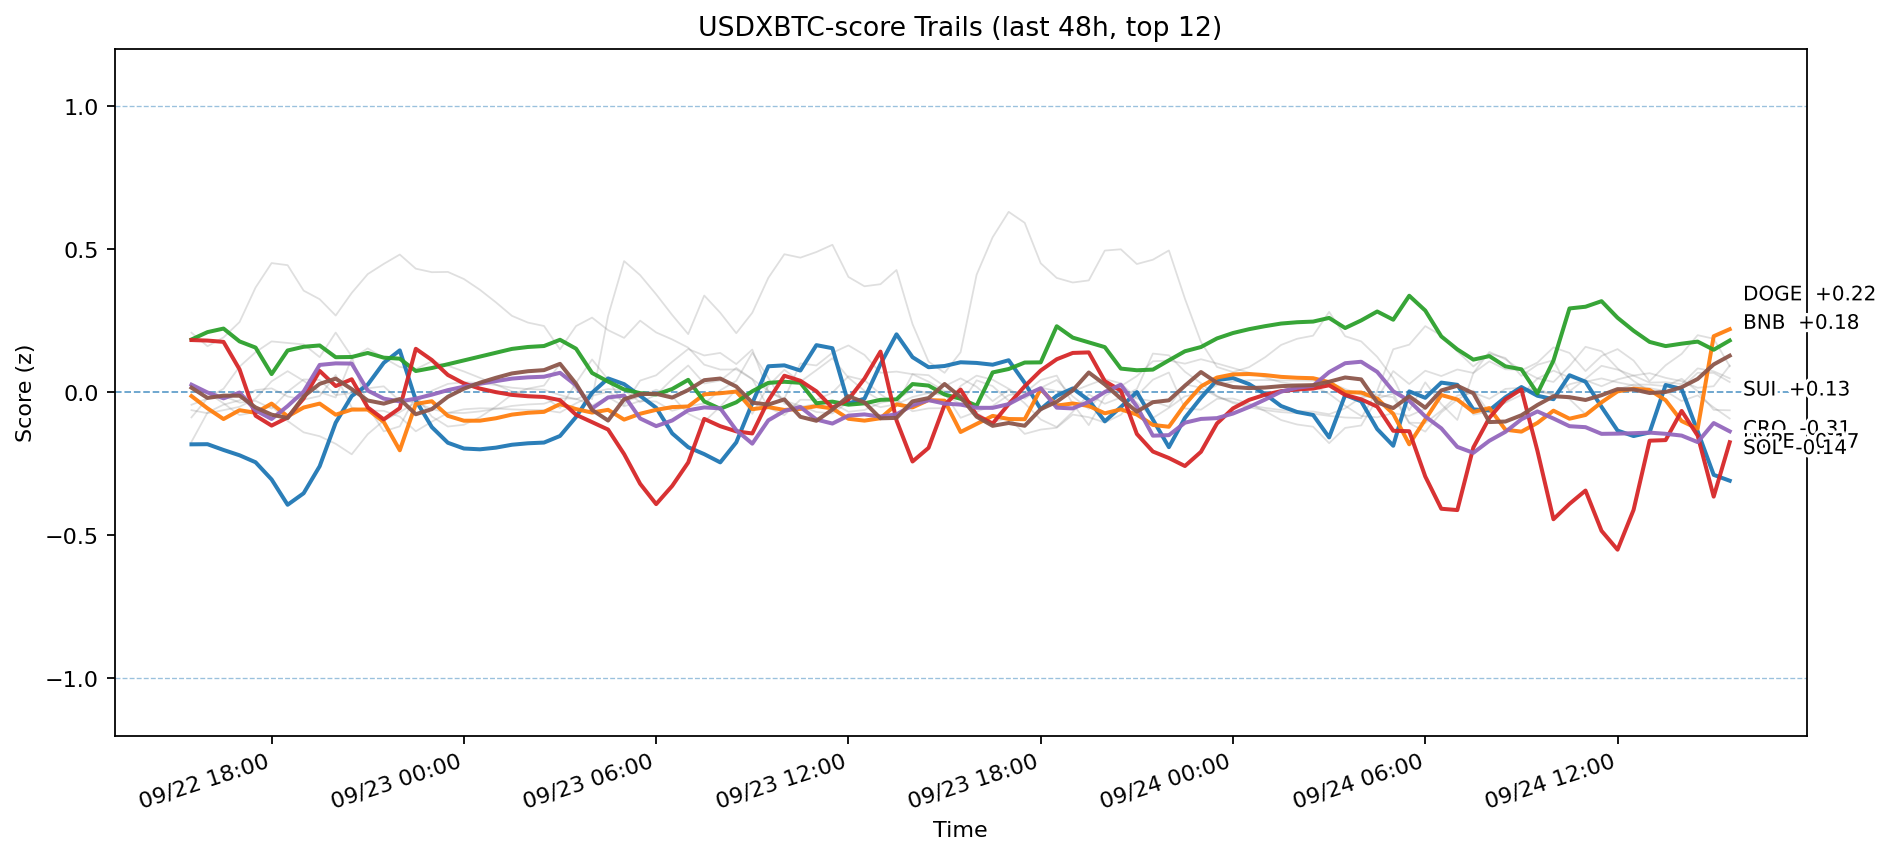 USDXBTC-score Trails (last 48h, top 12)
Score (z)
1.0
0.5
0.0
−0.5
−1.0
DOGE +0.22
BNB +0.18
SUI +0.13
CRO -0.31
SOL -0.14
09/22 18:00
09/23 00:00
09/23 06:00
09/23 12:00
09/23 18:00
09/24 00:00
09/24 06:00
09/24 12:00
Time